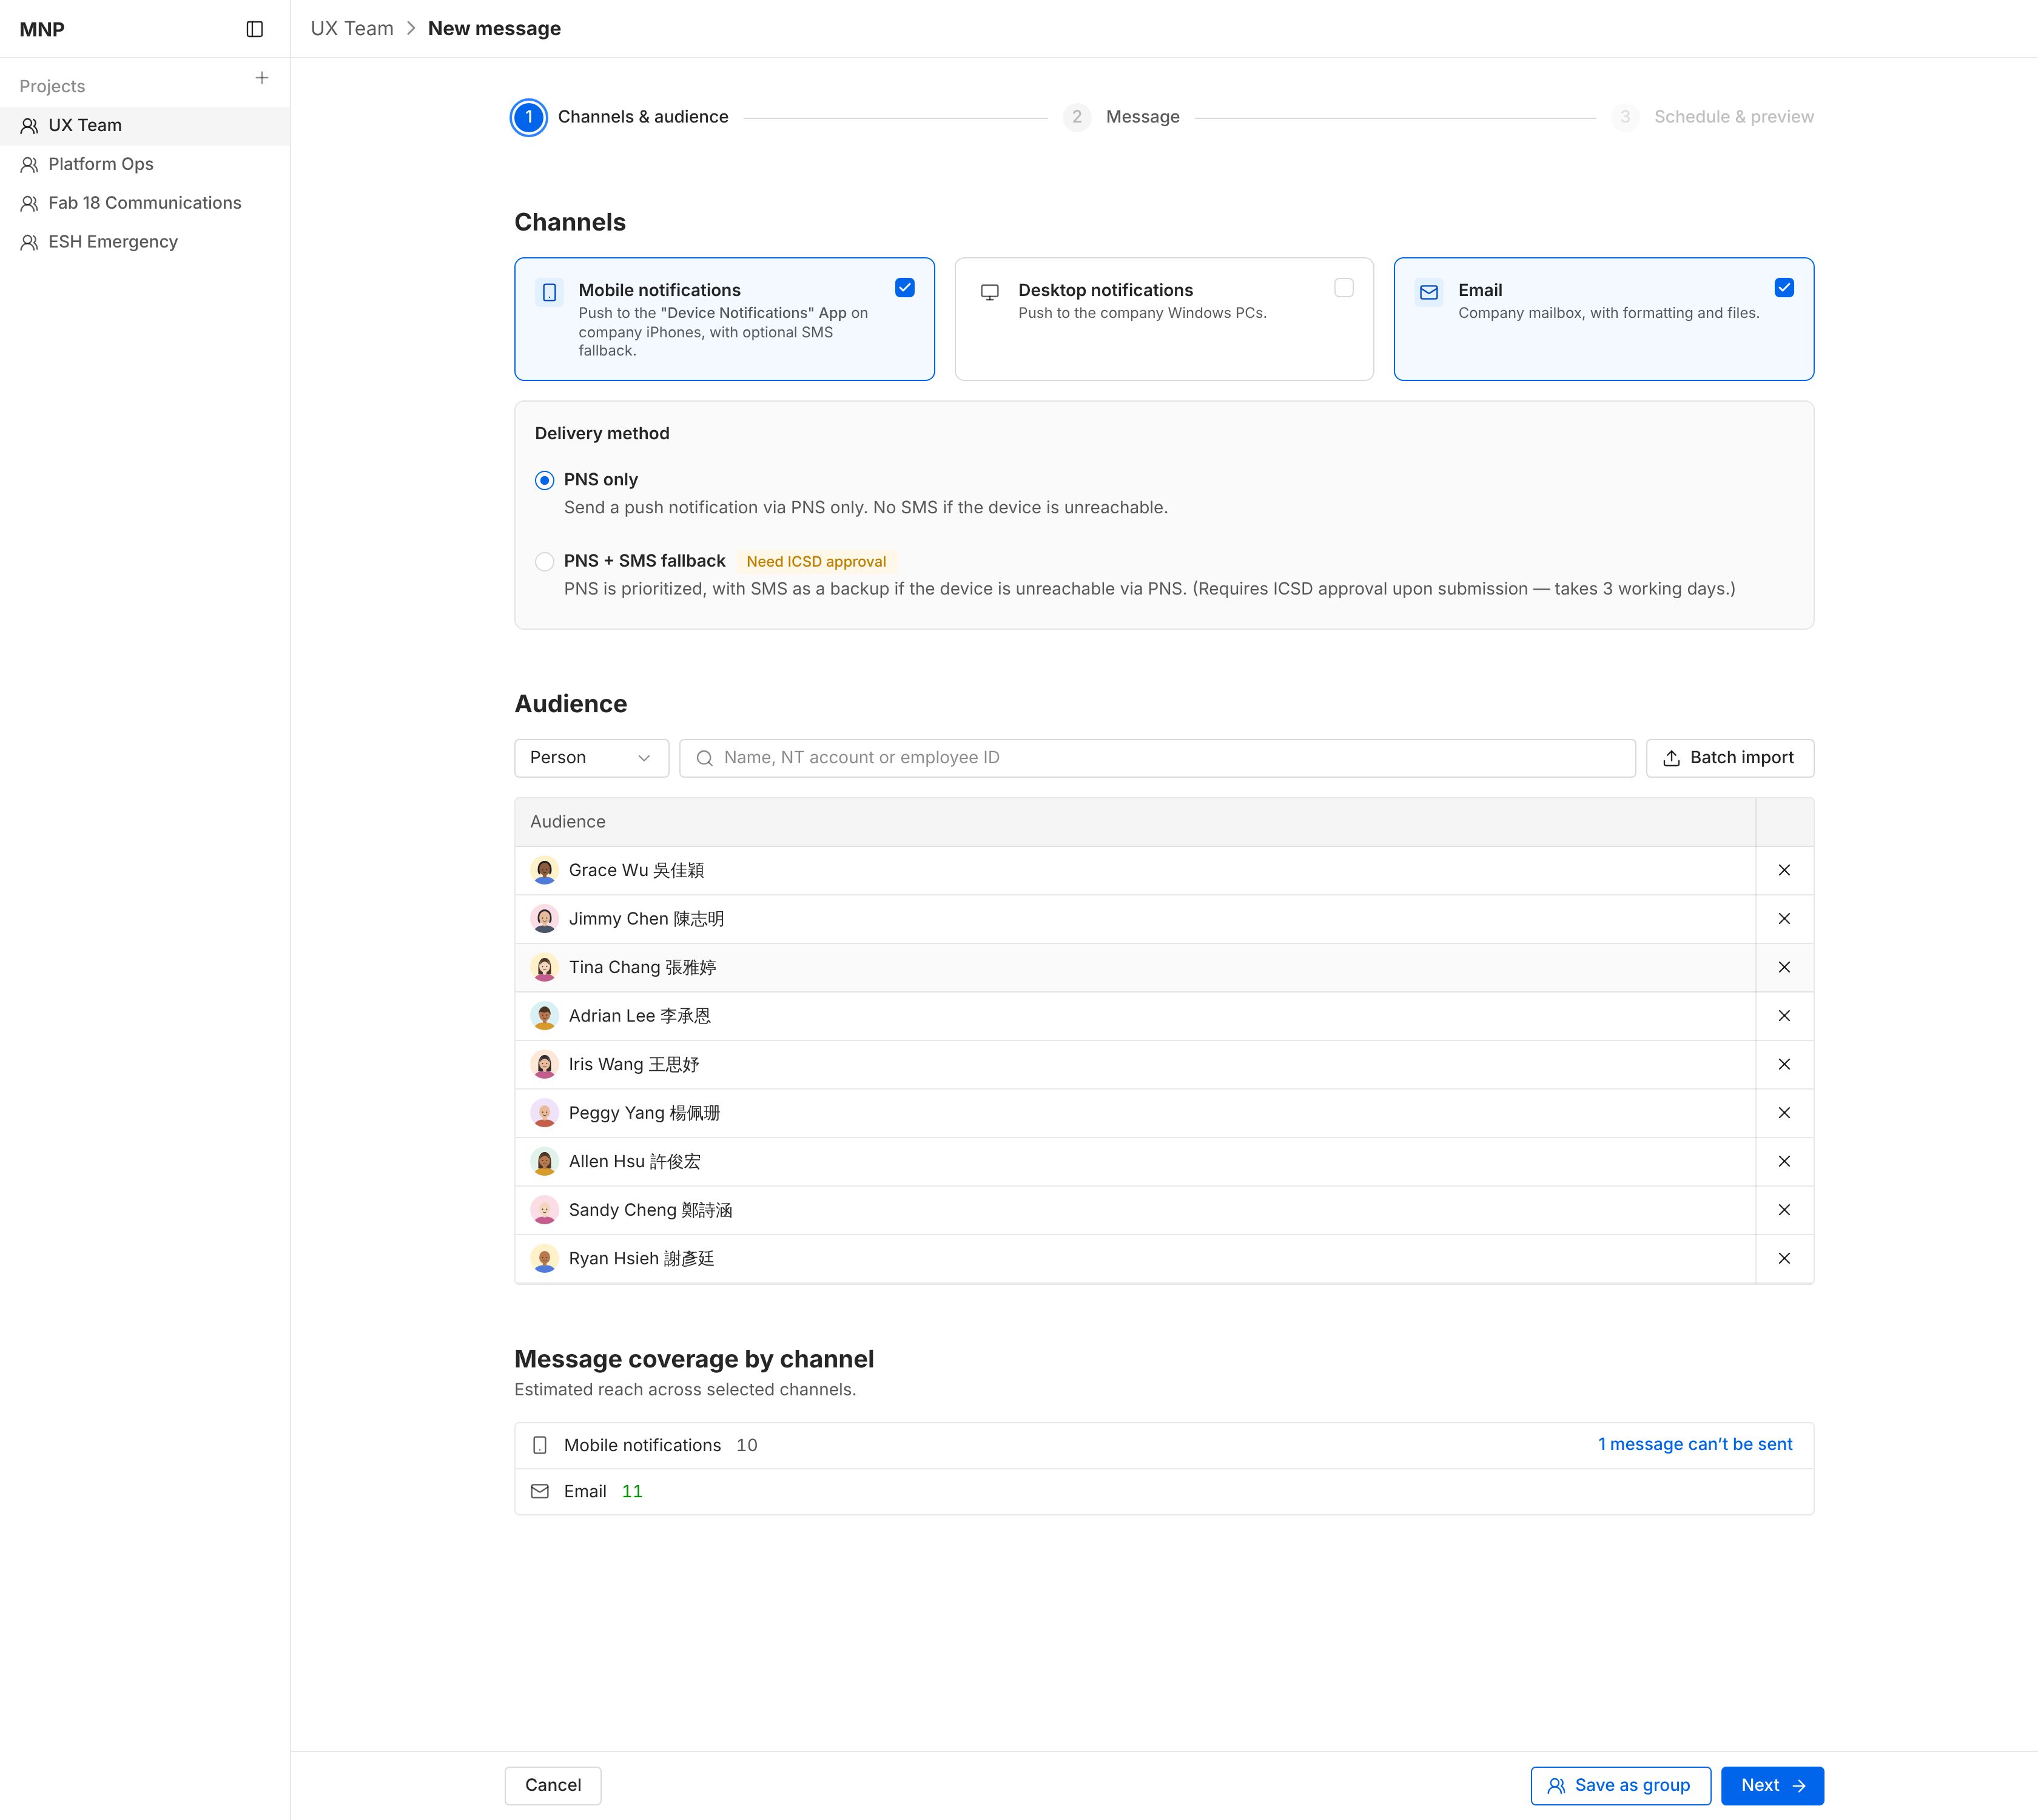 MNP
Projects
UX Team
Platform Ops
Fab 18 Communications
ESH Emergency
UX Team > New message
1 Channels & audience
2 Message
3 Schedule & preview
Channels
Mobile notifications
Push to the "Device Notifications" App on
company iPhones, with optional SMS
fallback.
Desktop notifications
Push to the company Windows PCs.
Email
Company mailbox, with formatting and files.
Delivery method
PNS only
Send a push notification via PNS only. No SMS if the device is unreachable.
PNS + SMS fallback Need ICSD approval
PNS is prioritized, with SMS as a backup if the device is unreachable via PNS. (Requires ICSD approval upon submission — takes 3 working days.)
Audience
Person
Name, NT account or employee ID
Batch import
Audience
Grace Wu 吳佳穎
Jimmy Chen 陳志明
Tina Chang 張雅婷
Adrian Lee 李承恩
Iris Wang 王思妤
Peggy Yang 楊佩珊
Allen Hsu 許俊宏
Sandy Cheng 鄭詩涵
Ryan Hsieh 謝彥廷
Message coverage by channel
Estimated reach across selected channels.
Mobile notifications 10 1 message can’t be sent
Email 11
Cancel
Save as group
Next